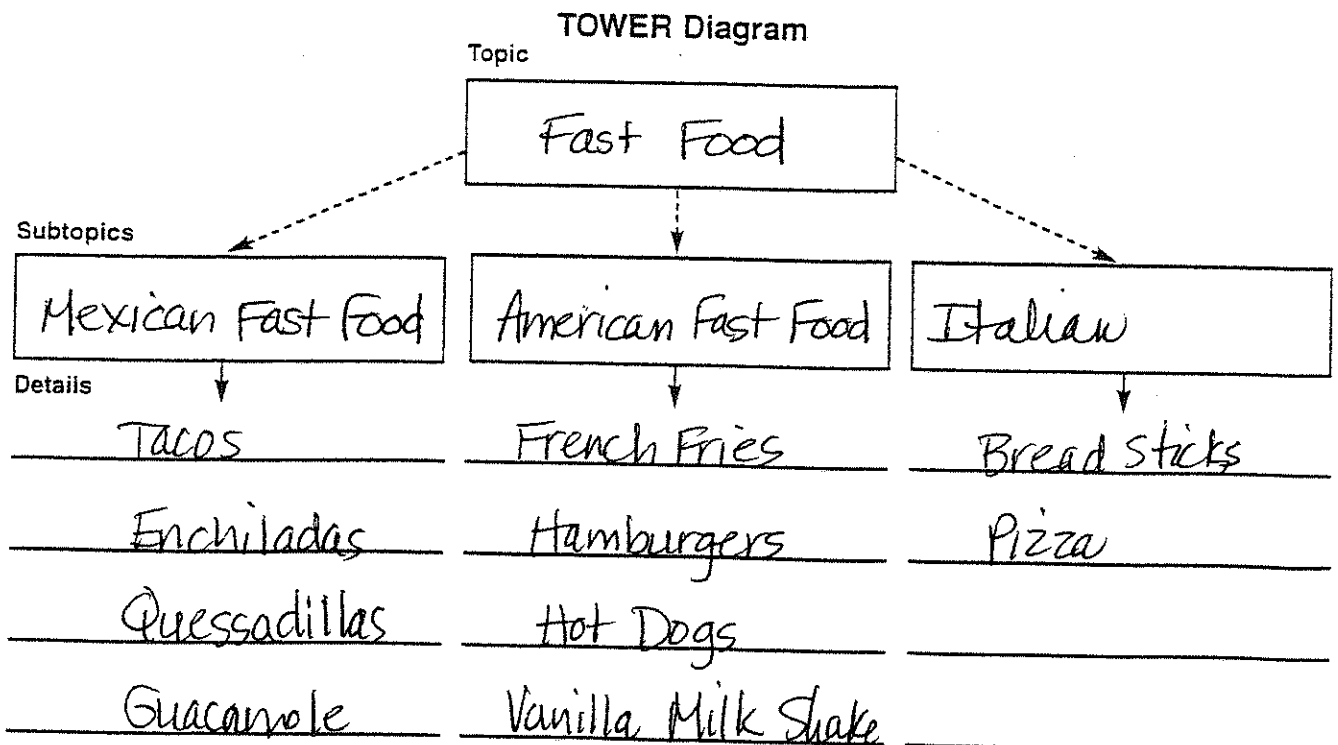 TOWER Diagram
Topic
Fast Food
Subtopics
Mexican Fast Food
American Fast Food
Italian
Details
Tacos
French Fries
Bread Sticks
Enchiladas
Hamburgers
Pizza
Quessadillas
Hot Dogs
Guacamole
Vanilla Milk Shake